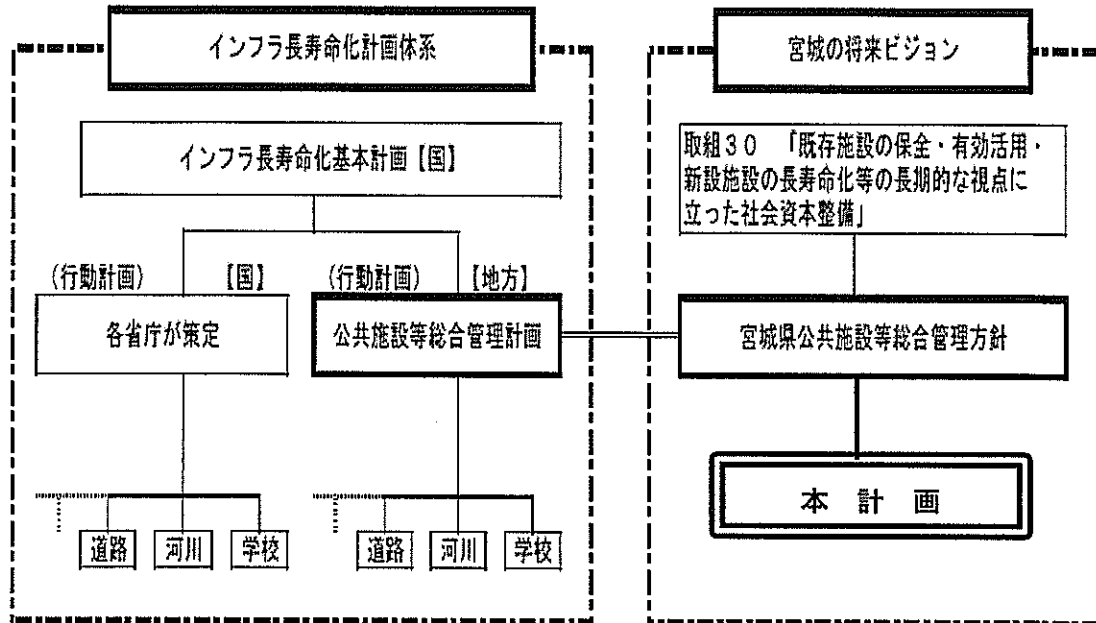 インフラ長寿命化計画体系
インフラ長寿命化基本計画【国】
(行動計画) 【国】
各省庁が策定
道路
河川
学校
(行動計画) 【地方】
公共施設等総合管理計画
道路
河川
学校
宮城の将来ビジョン
取組30 「既存施設の保全・有効活用・
新設施設の長寿命化等の長期的な視点に
立った社会資本整備」
宮城県公共施設等総合管理方針
本計画